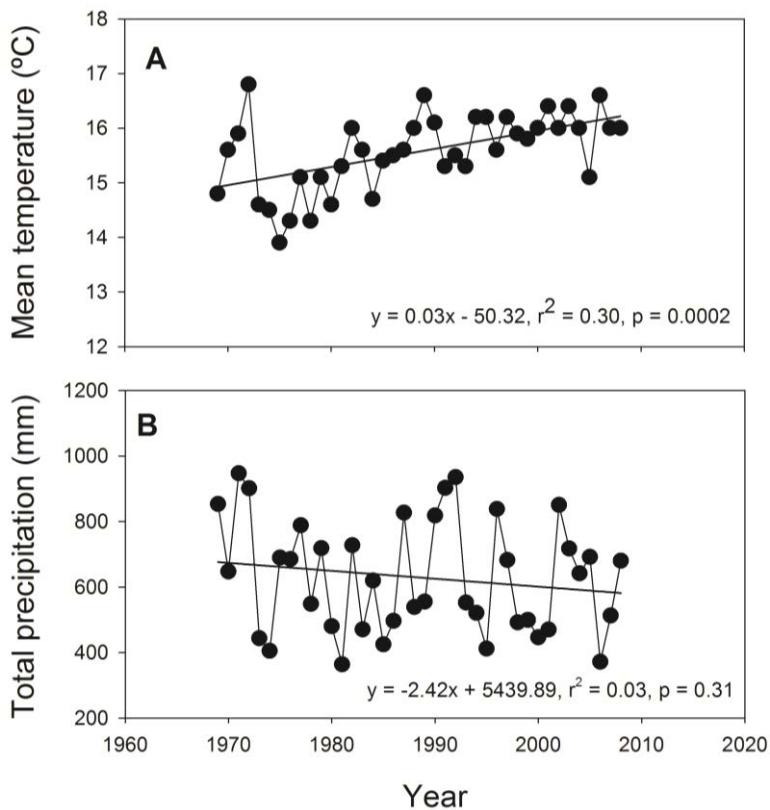 A
Mean temperature (ºC)
18
17
16
15
14
13
12
y = 0.03x - 50.32, r² = 0.30, p = 0.0002
B
Total precipitation (mm)
1200
1000
800
600
400
200
y = -2.42x + 5439.89, r² = 0.03, p = 0.31
1960 1970 1980 1990 2000 2010 2020
Year